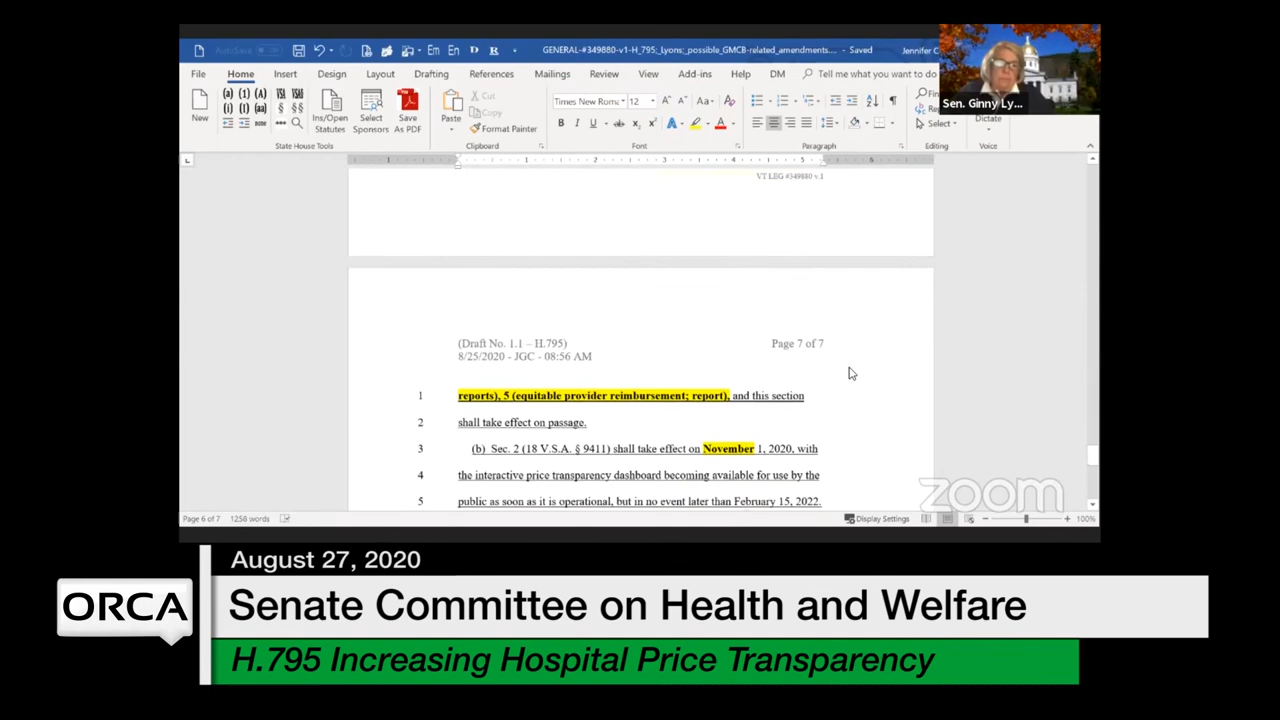 AutoSave
Em En D R
GENERAL-#349880-v1-H_795;_Lyons;_possible_GMCB-related_amendments.... - Saved
Jennifer C
File Home Insert Design Layout Drafting References Mailings Review View Add-ins Help DM Tell me what you want to do
Sen. Ginny Ly...
New
Ins/Open Statutes
Select Sponsors
Save As PDF
State House Tools
Paste
Cut
Copy
Format Painter
Clipboard
Times New Roma 12
Font
Paragraph
Select
Editing
Dictate
Voice
VT LEG #349880 v.1
(Draft No. 1.1 – H.795) Page 7 of 7
8/25/2020 - JGC - 08:56 AM
1 reports), 5 (equitable provider reimbursement; report), and this section
2 shall take effect on passage.
3 (b) Sec. 2 (18 V.S.A. § 9411) shall take effect on November 1, 2020, with
4 the interactive price transparency dashboard becoming available for use by the
5 public as soon as it is operational, but in no event later than February 15, 2022.
zoom
Page 6 of 7 1258 words
Display Settings
100%
August 27, 2020
ORCA
Senate Committee on Health and Welfare
H.795 Increasing Hospital Price Transparency